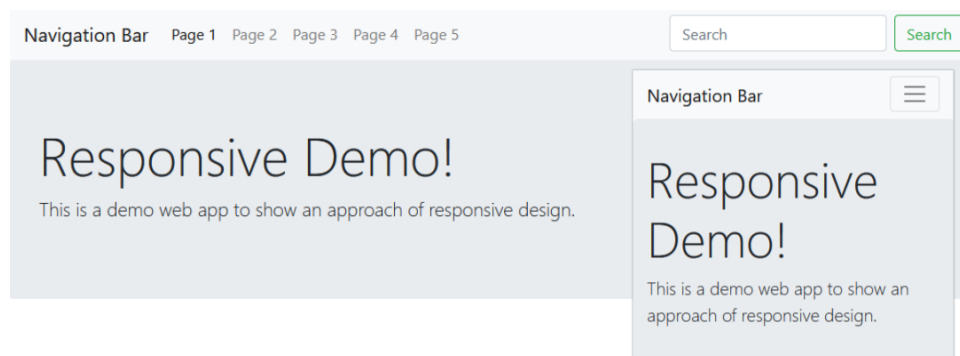 Navigation Bar Page 1 Page 2 Page 3 Page 4 Page 5 Search Search
Responsive Demo!
This is a demo web app to show an approach of responsive design.
Navigation Bar
Responsive
Demo!
This is a demo web app to show an
approach of responsive design.